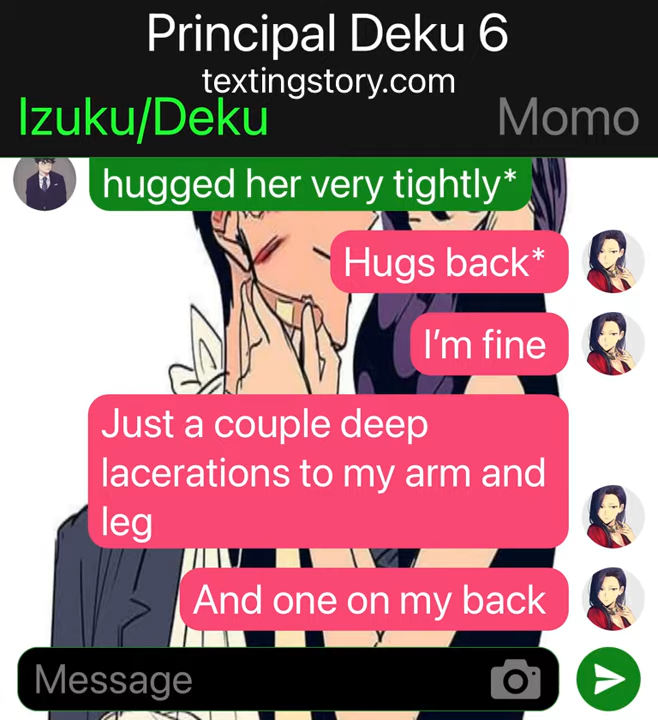 Principal Deku 6
textingstory.com
Izuku/Deku Momo
hugged her very tightly*
Hugs back*
I’m fine
Just a couple deep
lacerations to my arm and
leg
And one on my back
Message